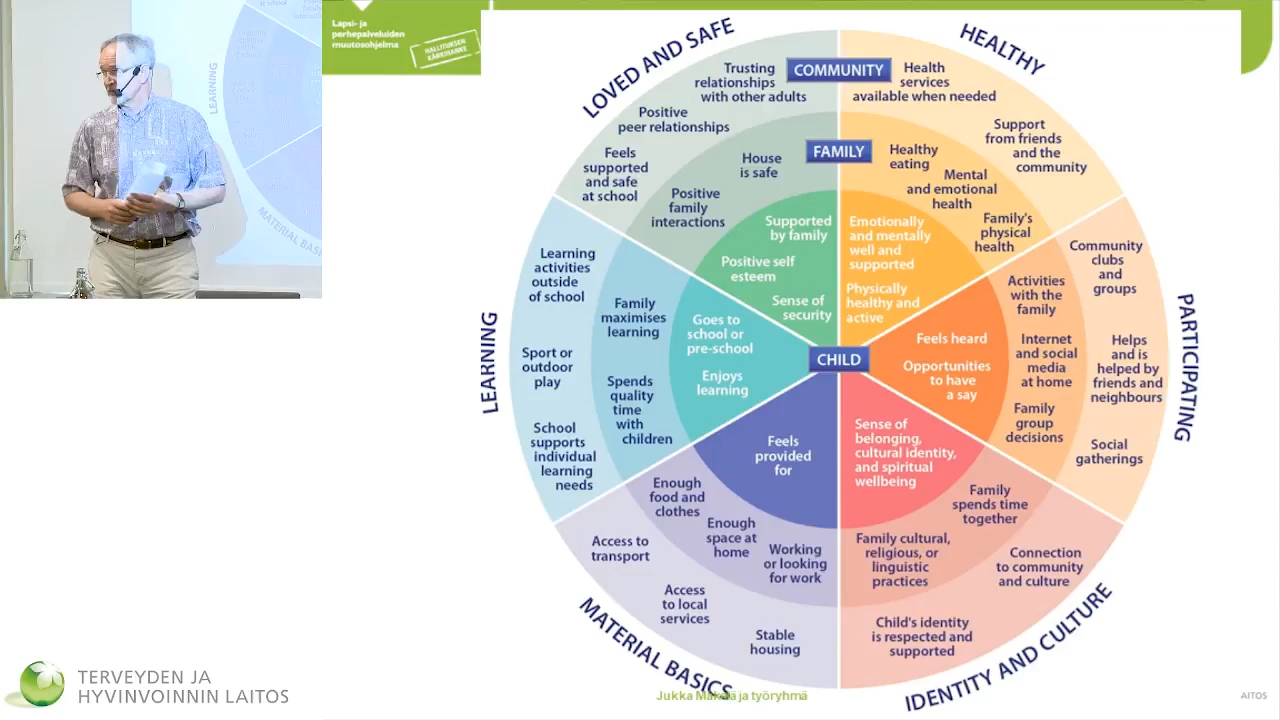 Lapsi- ja
perhepalveluiden
muutosohjelma
HALLITUKSEN
KÄRKIHANKE
LOVED AND SAFE
HEALTHY
COMMUNITY
Trusting
relationships
with other adults
Positive
peer relationships
Feels
supported
and safe
at school
Health
services
available when needed
Support
from friends
and the
community
FAMILY
House
is safe
Positive
family
interactions
Healthy
eating
Mental
and emotional
health
Family's
physical
health
Supported
by family
Positive self
esteem
Sense of
security
Emotionally
and mentally
well and
supported
Physically
healthy and
active
LEARNING
Learning
activities
outside
of school
Sport or
outdoor
play
School
supports
individual
learning
needs
Family
maximises
learning
Spends
quality
time
with
children
Goes to
school or
pre-school
Enjoys
learning
CHILD
Feels heard
Opportunities
to have
a say
Activities
with the
family
Internet
and social
media
at home
Family
group
decisions
Community
clubs
and
groups
Helps
and is
helped by
friends and
neighbours
Social
gatherings
PARTICIPATING
Feels
provided
for
Enough
food and
clothes
Enough
space at
home
Working
or looking
for work
Access to
transport
Access
to local
services
Stable
housing
MATERIAL BASICS
Sense of
belonging,
cultural identity,
and spiritual
wellbeing
Family
spends time
together
Family cultural,
religious, or
linguistic
practices
Connection
to community
and culture
Child's identity
is respected and
supported
IDENTITY AND CULTURE
Jukka Mäkelä ja työryhmä
AITOS
TERVEYDEN JA
HYVINVOINNIN LAITOS
LEARNING
MATERIAL BASI